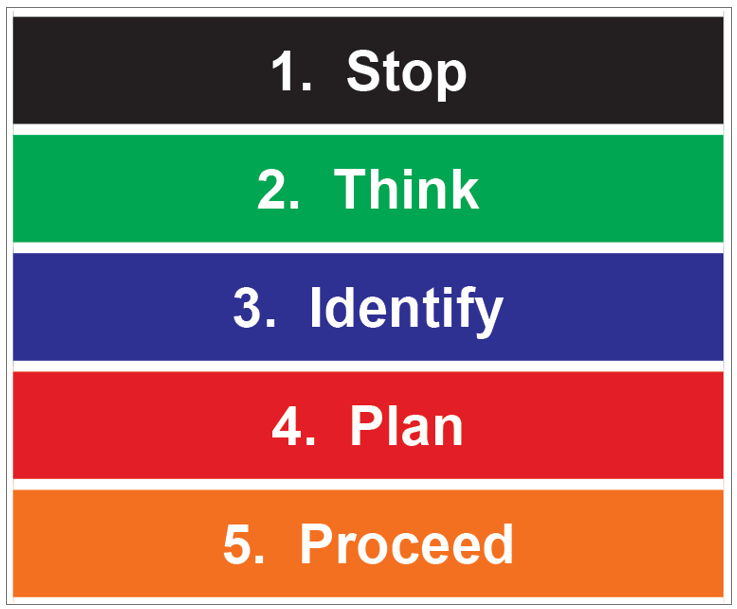 1. Stop
2. Think
3. Identify
4. Plan
5. Proceed